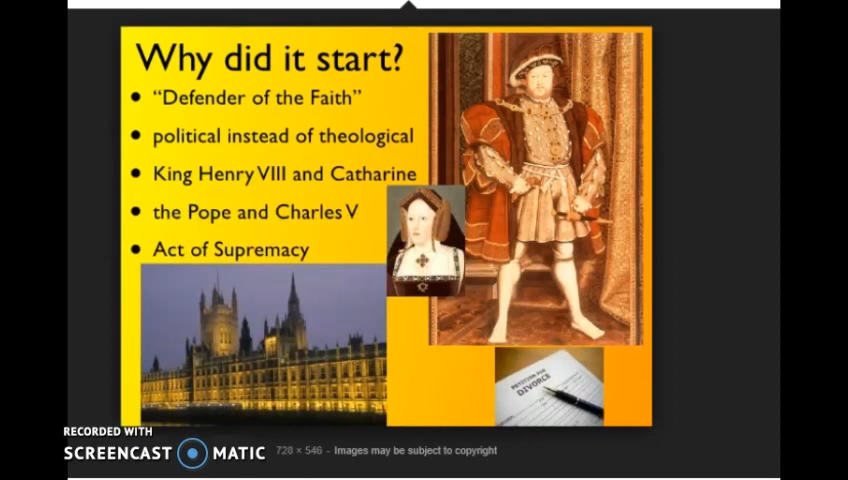 Why did it start?
• "Defender of the Faith"
• political instead of theological
• King Henry VIII and Catharine
• the Pope and Charles V
• Act of Supremacy
PETITION FOR
DIVORCE
RECORDED WITH
SCREENCAST MATIC
720 × 546 - Images may be subject to copyright